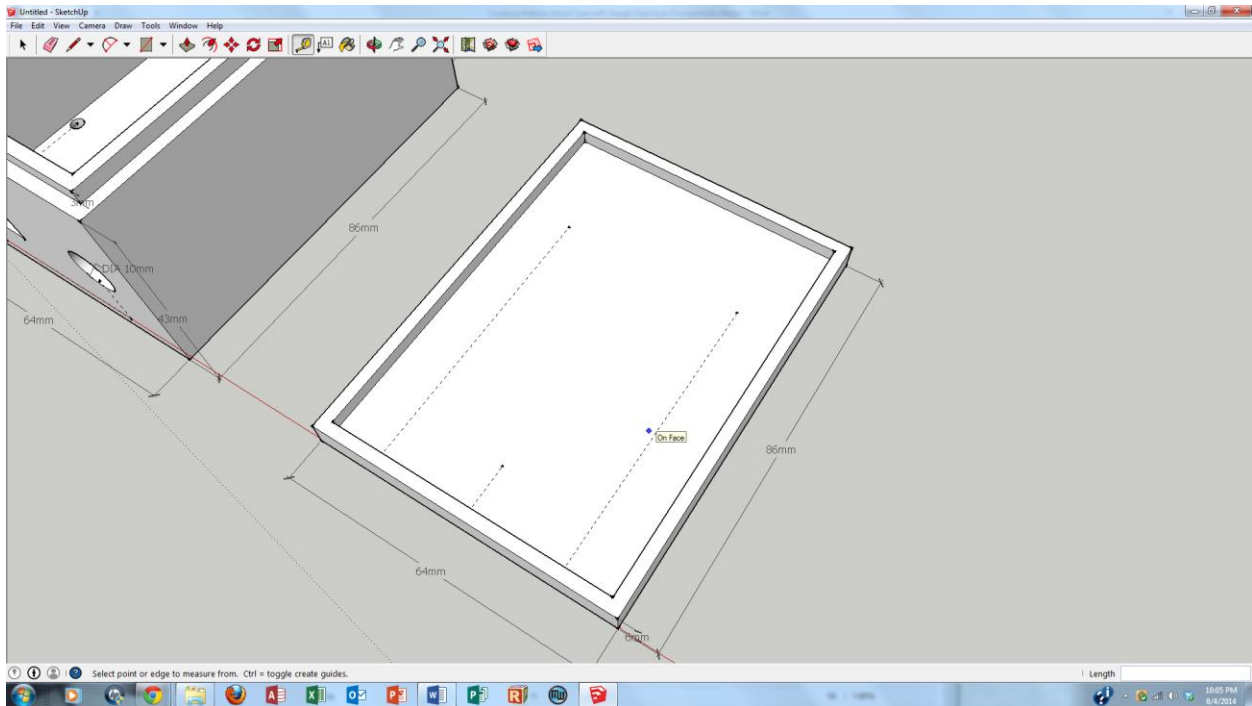 Untitled - SketchUp
File Edit View Camera Draw Tools Window Help
A1
3mm
86mm
DIA 10mm
43mm
64mm
On Face
86mm
64mm
6mm
Select point or edge to measure from. Ctrl = toggle create guides.
Length
10:05 PM
8/4/2014